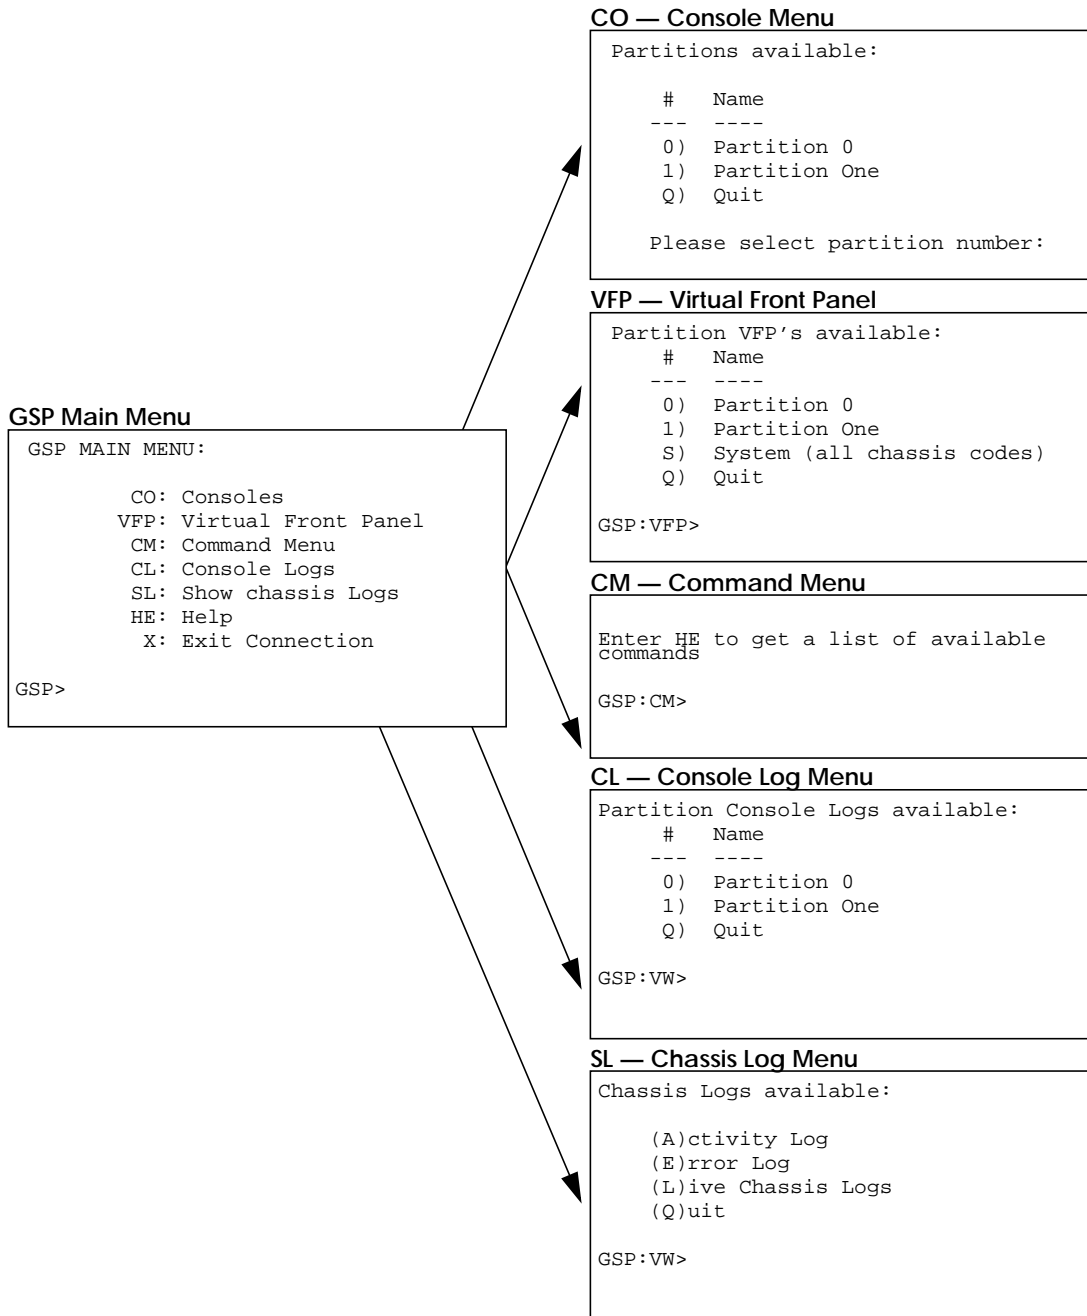 GSP Main Menu
GSP MAIN MENU:
CO: Consoles
VFP: Virtual Front Panel
CM: Command Menu
CL: Console Logs
SL: Show chassis Logs
HE: Help
X: Exit Connection
GSP>
CO — Console Menu
Partitions available:
# Name
--- ----
0) Partition 0
1) Partition One
Q) Quit
Please select partition number:
VFP — Virtual Front Panel
Partition VFP's available:
# Name
--- ----
0) Partition 0
1) Partition One
S) System (all chassis codes)
Q) Quit
GSP:VFP>
CM — Command Menu
Enter HE to get a list of available
commands
GSP:CM>
CL — Console Log Menu
Partition Console Logs available:
# Name
--- ----
0) Partition 0
1) Partition One
Q) Quit
GSP:VW>
SL — Chassis Log Menu
Chassis Logs available:
(A)ctivity Log
(E)rror Log
(L)ive Chassis Logs
(Q)uit
GSP:VW>